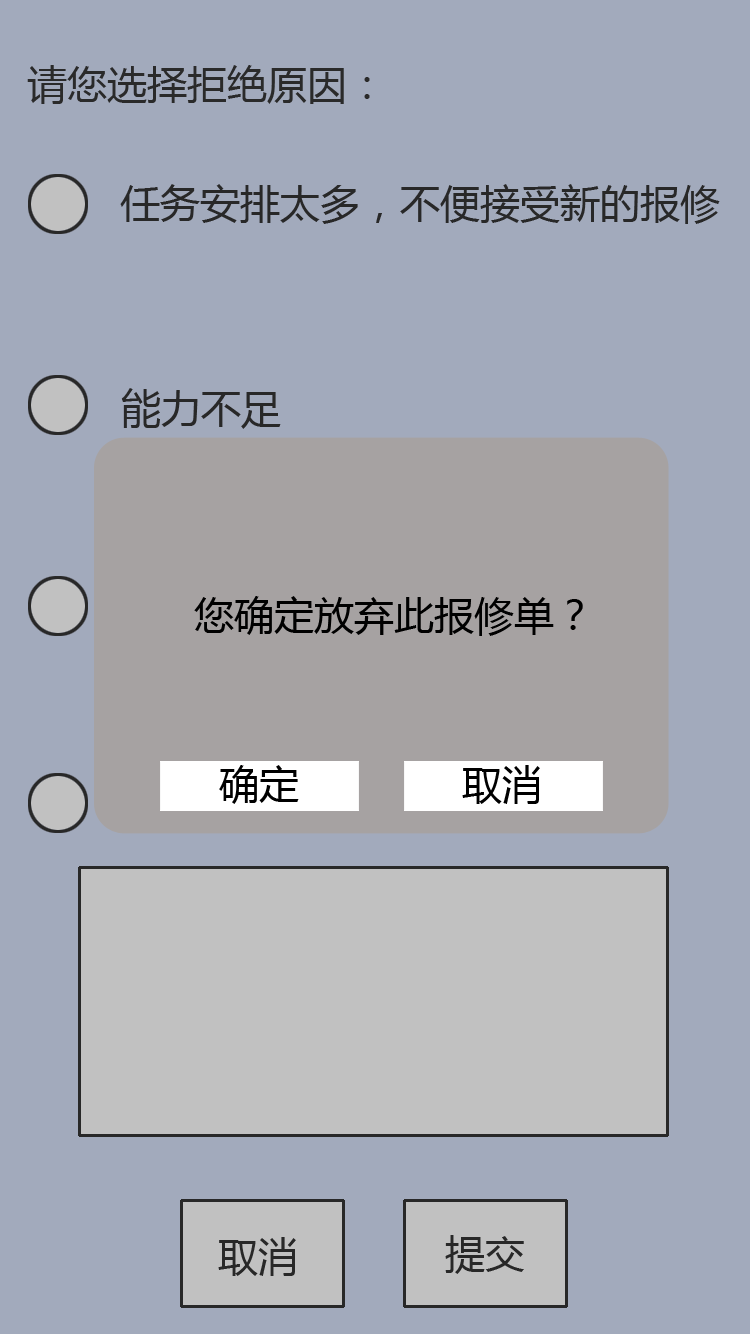 请您选择拒绝原因：
任务安排太多，不便接受新的报修
能力不足
您确定放弃此报修单？
确定
取消
取消
提交